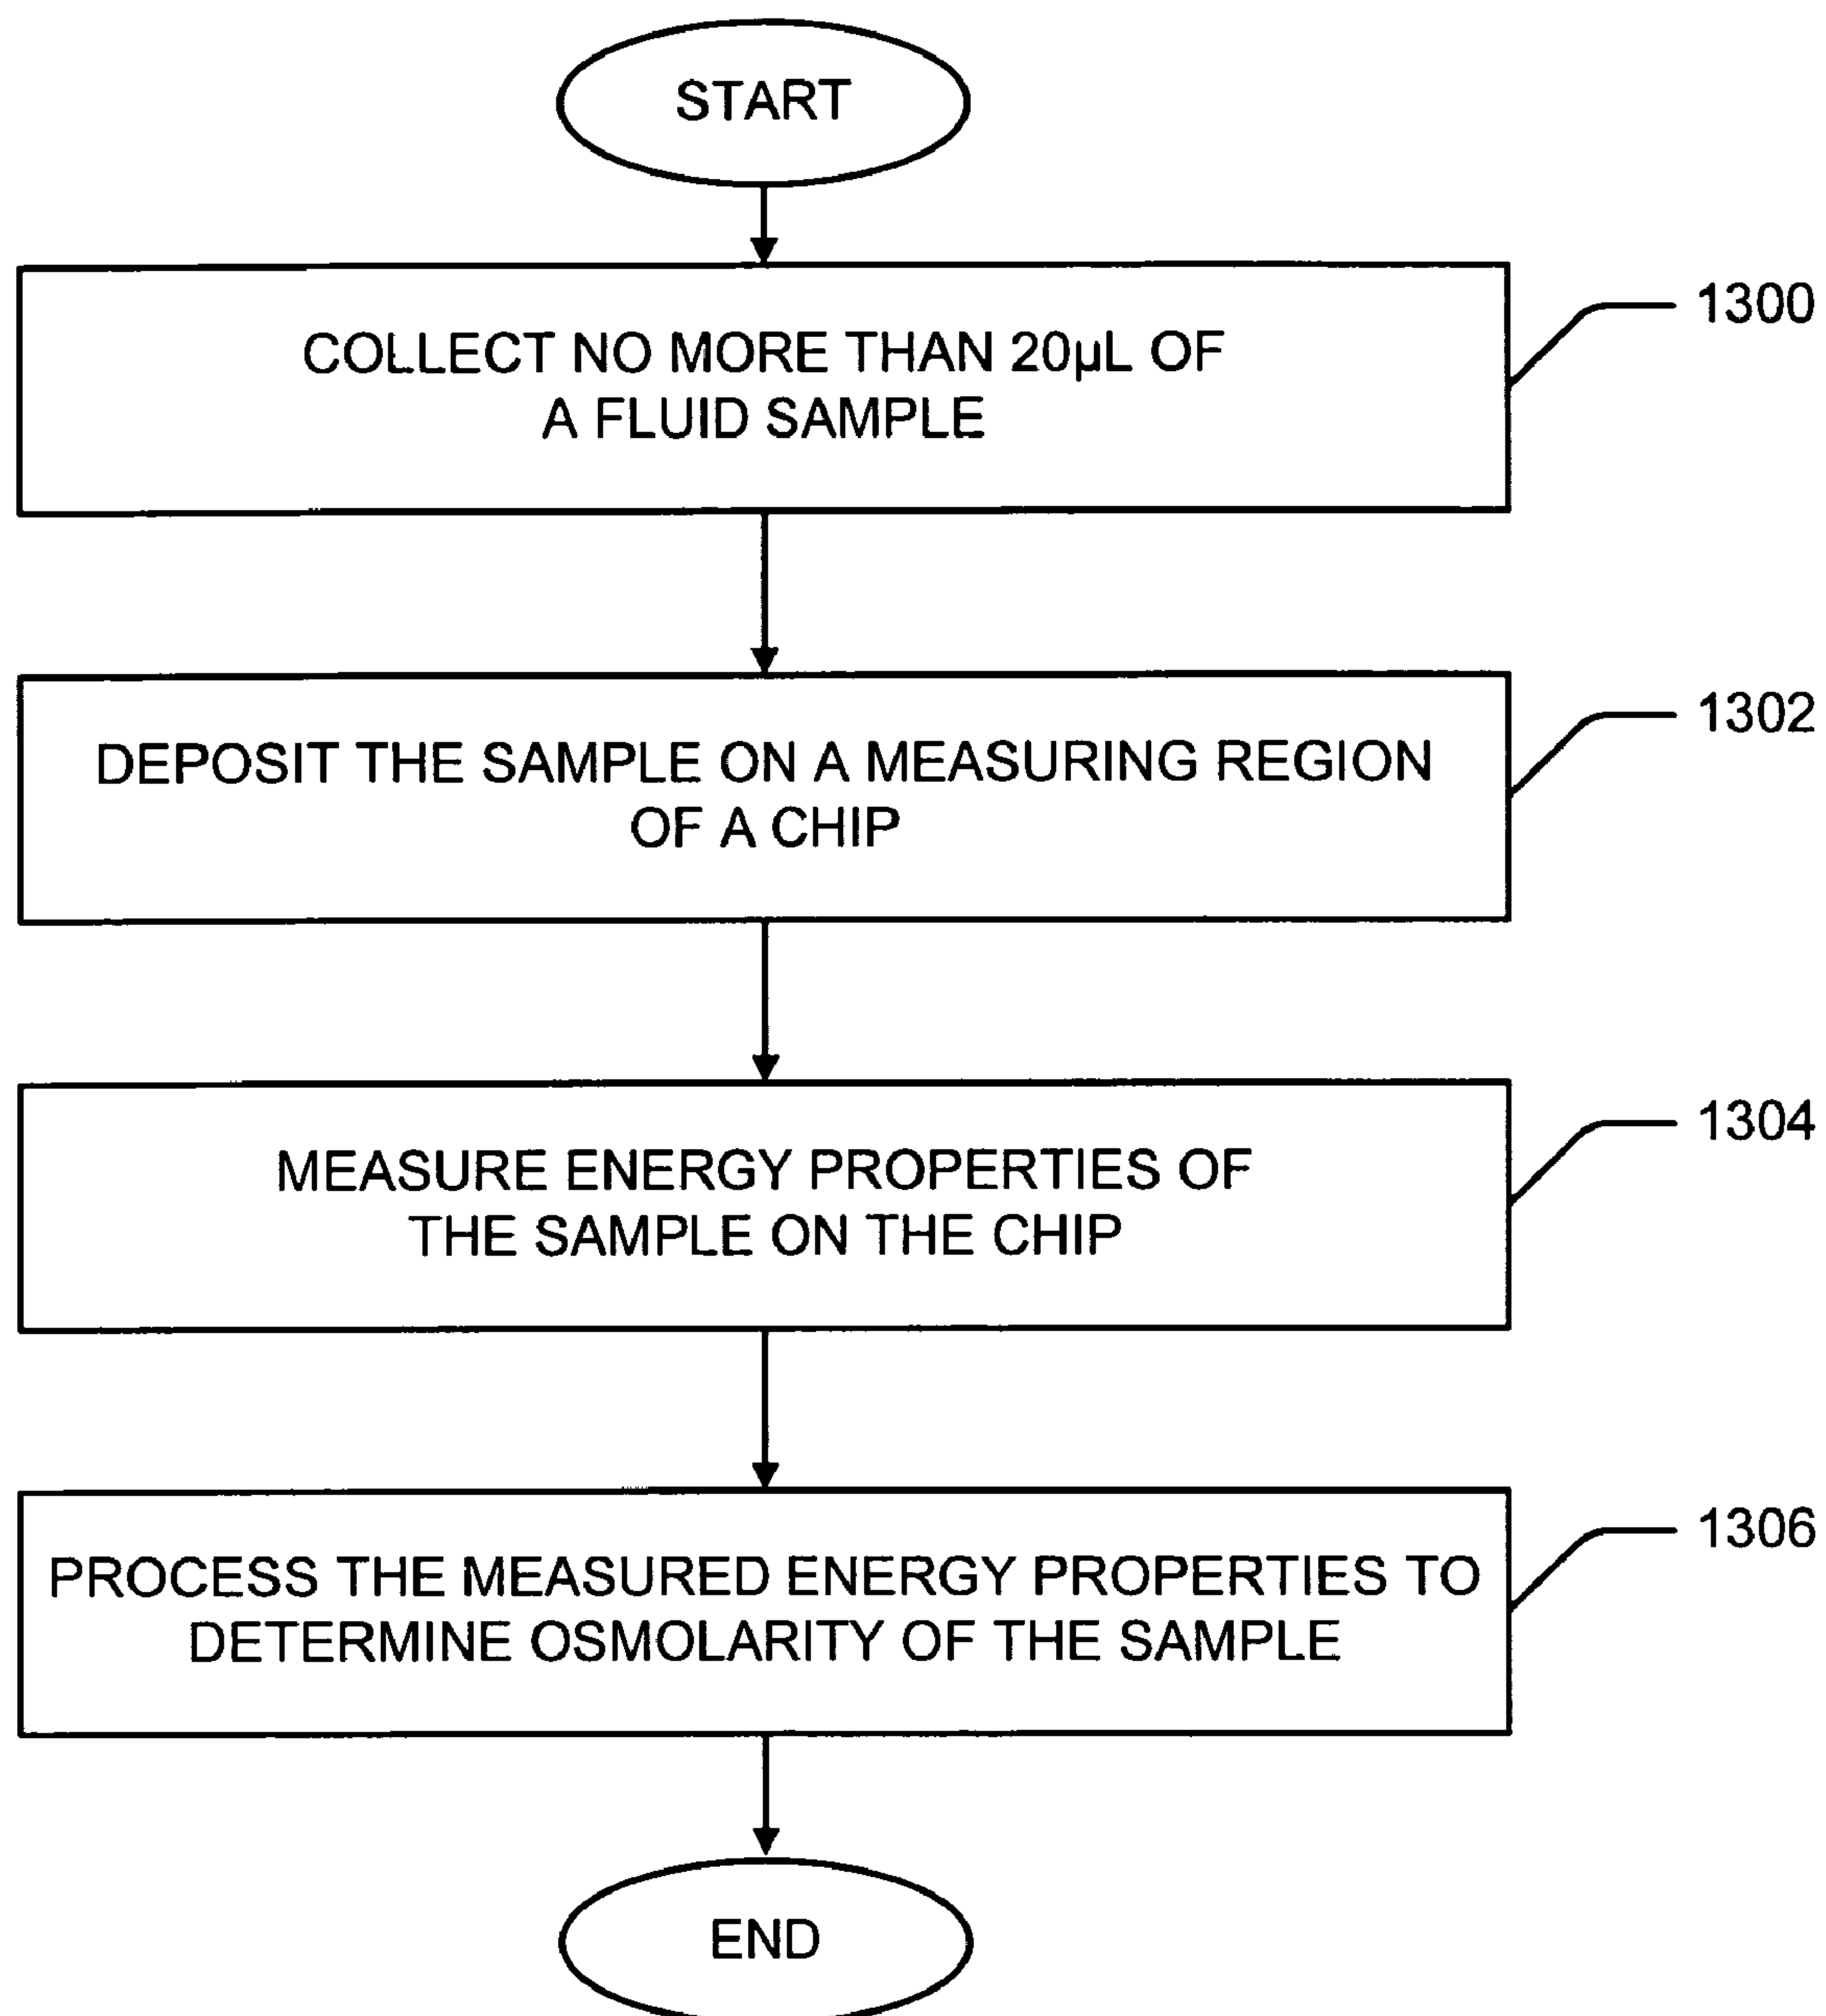 START
COLLECT NO MORE THAN 20µL OF
A FLUID SAMPLE
1300
DEPOSIT THE SAMPLE ON A MEASURING REGION
OF A CHIP
1302
MEASURE ENERGY PROPERTIES OF
THE SAMPLE ON THE CHIP
1304
PROCESS THE MEASURED ENERGY PROPERTIES TO
DETERMINE OSMOLARITY OF THE SAMPLE
1306
END